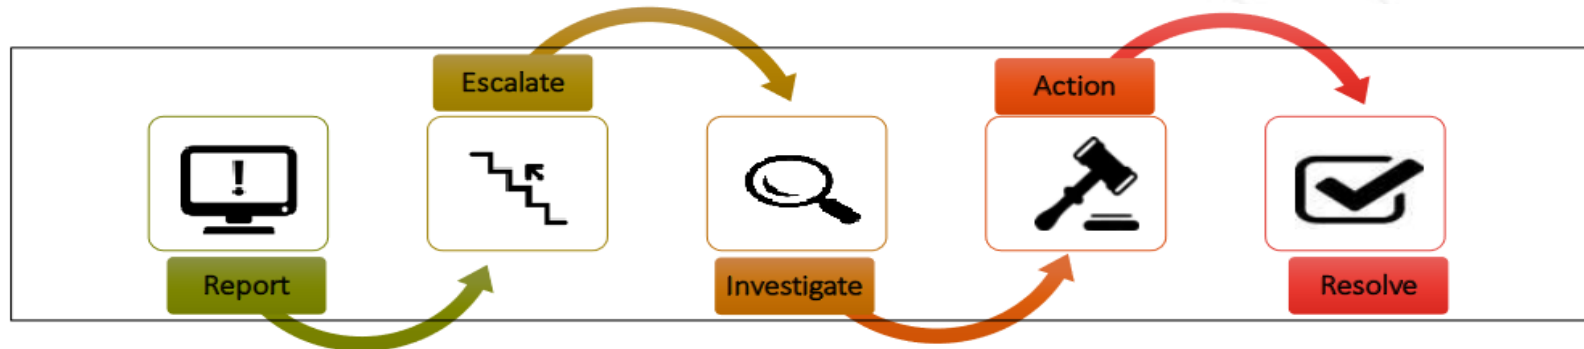 Report
Escalate
Investigate
Action
Resolve